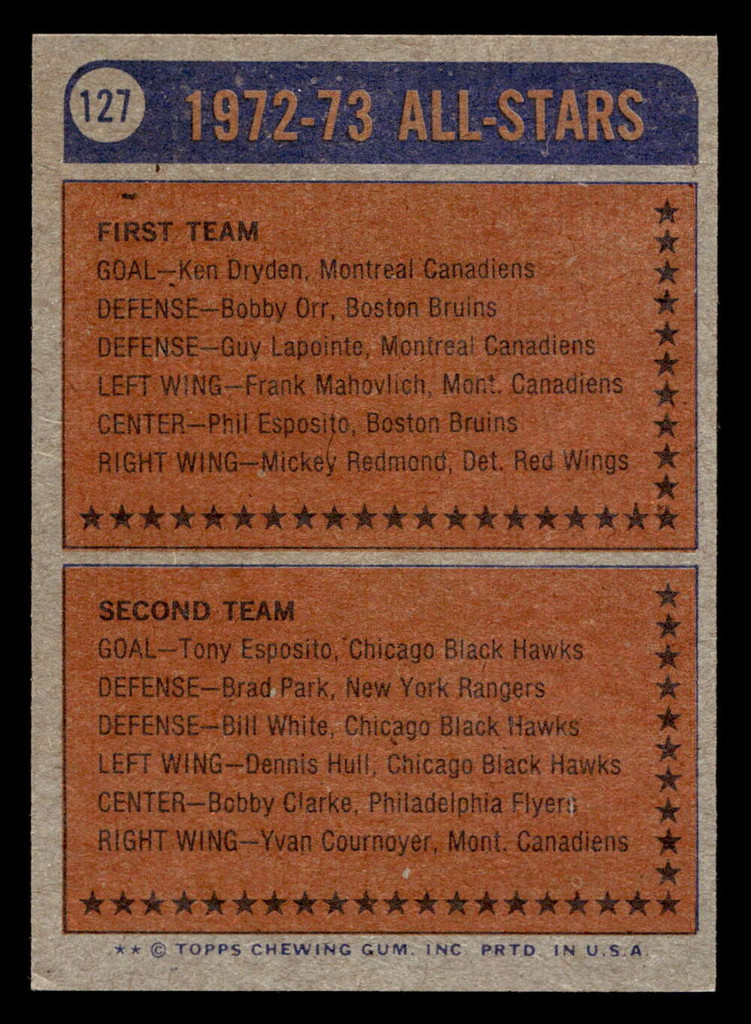 127
1972-73 ALL-STARS
FIRST TEAM
GOAL—Ken Dryden, Montreal Canadiens
DEFENSE—Bobby Orr, Boston Bruins
DEFENSE—Guy Lapointe, Montreal Canadiens
LEFT WING—Frank Mahovlich, Mont. Canadiens
CENTER—Phil Esposito, Boston Bruins
RIGHT WING—Mickey Redmond, Det. Red Wings
SECOND TEAM
GOAL—Tony Esposito, Chicago Black Hawks
DEFENSE—Brad Park, New York Rangers
DEFENSE—Bill White, Chicago Black Hawks
LEFT WING—Dennis Hull, Chicago Black Hawks
CENTER—Bobby Clarke, Philadelphia Flyers
RIGHT WING—Yvan Cournoyer, Mont. Canadiens
★★ © TOPPS CHEWING GUM, INC. PRTD. IN U.S.A.